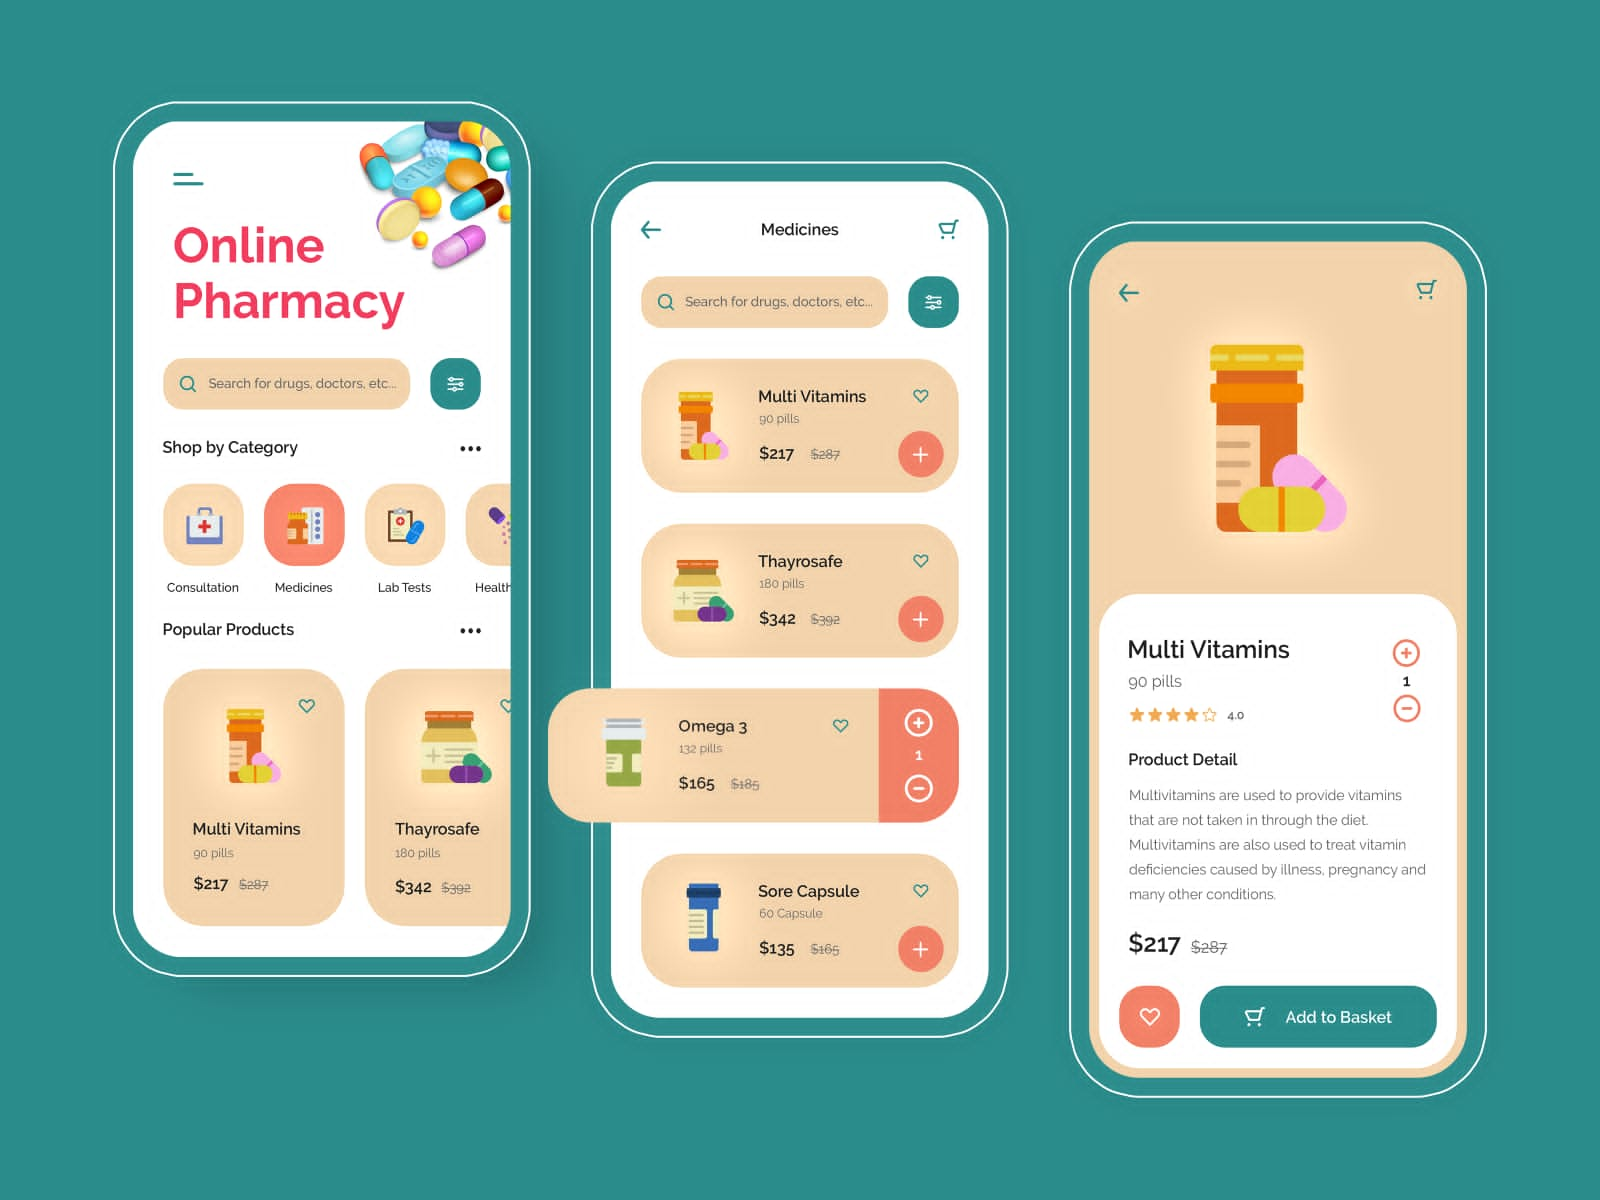 Online
Pharmacy
Search for drugs, doctors, etc...
Shop by Category
Consultation
Medicines
Lab Tests
Health
Popular Products
Multi Vitamins
90 pills
$217 $287
Thayrosafe
180 pills
$342 $392
Medicines
Search for drugs, doctors, etc...
Multi Vitamins
90 pills
$217 $287
Thayrosafe
180 pills
$342 $392
Omega 3
132 pills
$165 $185
1
Sore Capsule
60 Capsule
$135 $165
Multi Vitamins
90 pills
4.0
1
Product Detail
Multivitamins are used to provide vitamins
that are not taken in through the diet.
Multivitamins are also used to treat vitamin
deficiencies caused by illness, pregnancy and
many other conditions.
$217 $287
Add to Basket